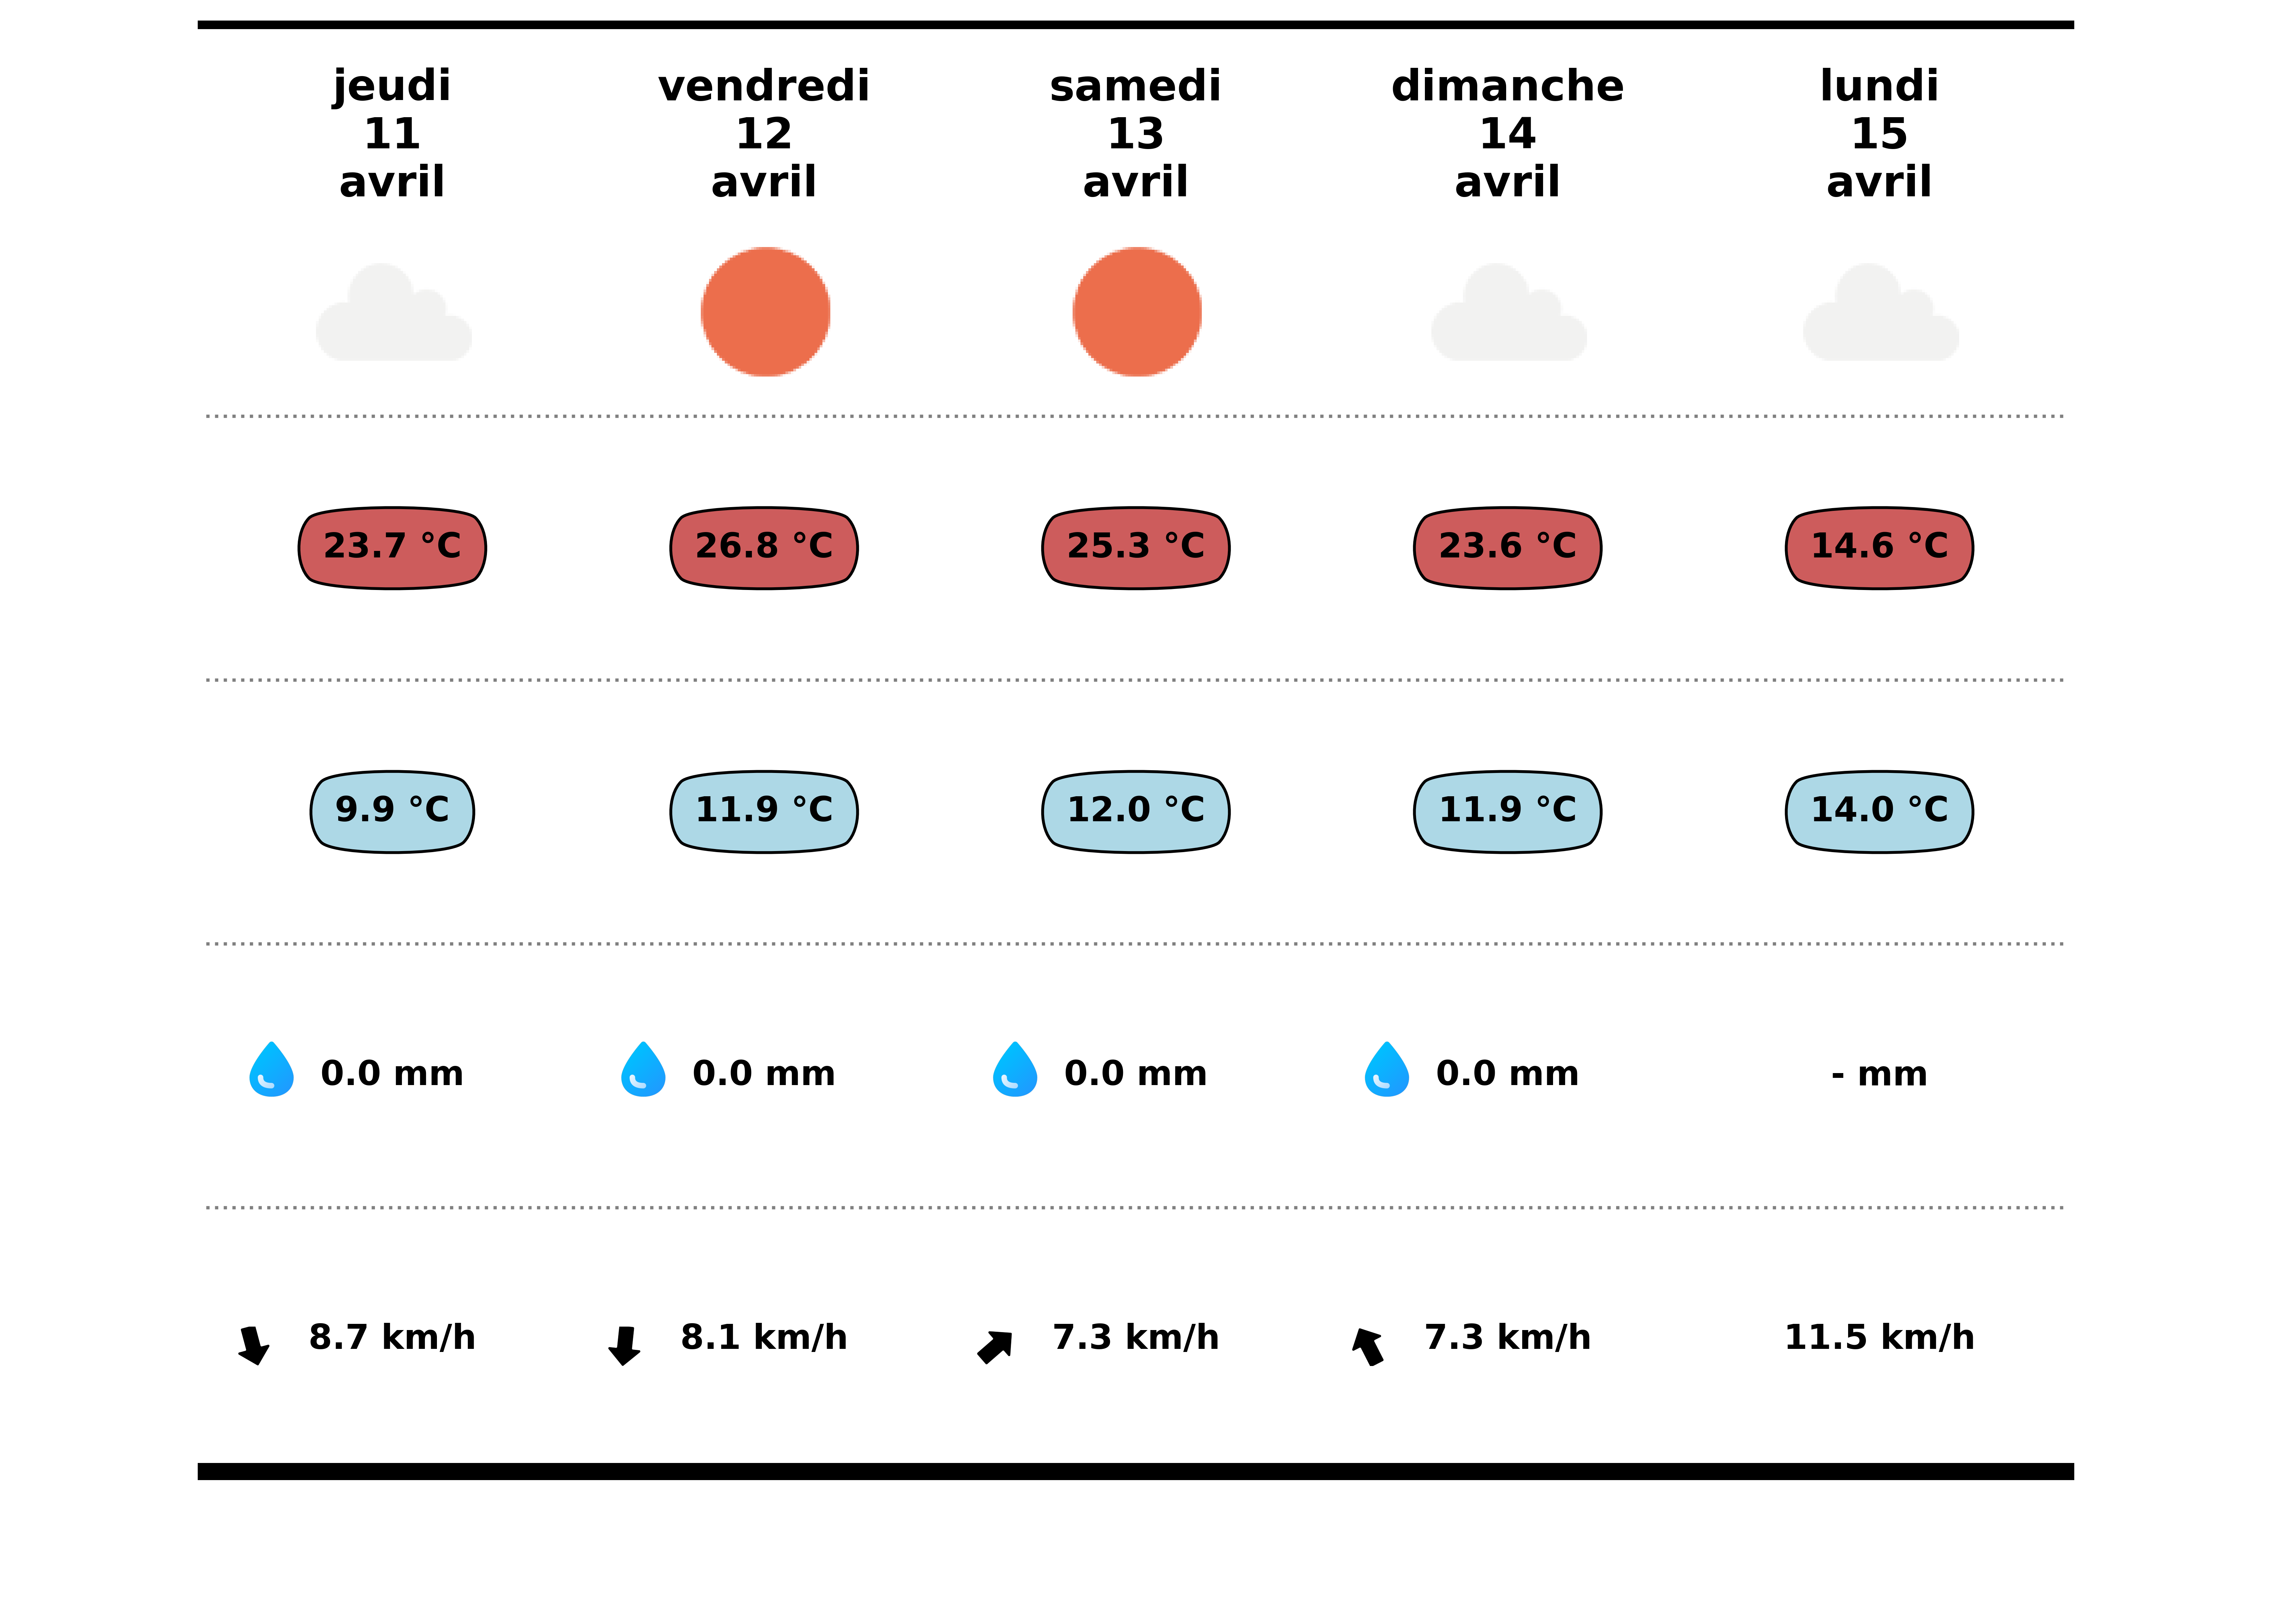 jeudi
11
avril
vendredi
12
avril
samedi
13
avril
dimanche
14
avril
lundi
15
avril
23.7 °C
26.8 °C
25.3 °C
23.6 °C
14.6 °C
9.9 °C
11.9 °C
12.0 °C
11.9 °C
14.0 °C
0.0 mm
0.0 mm
0.0 mm
0.0 mm
- mm
8.7 km/h
8.1 km/h
7.3 km/h
7.3 km/h
11.5 km/h